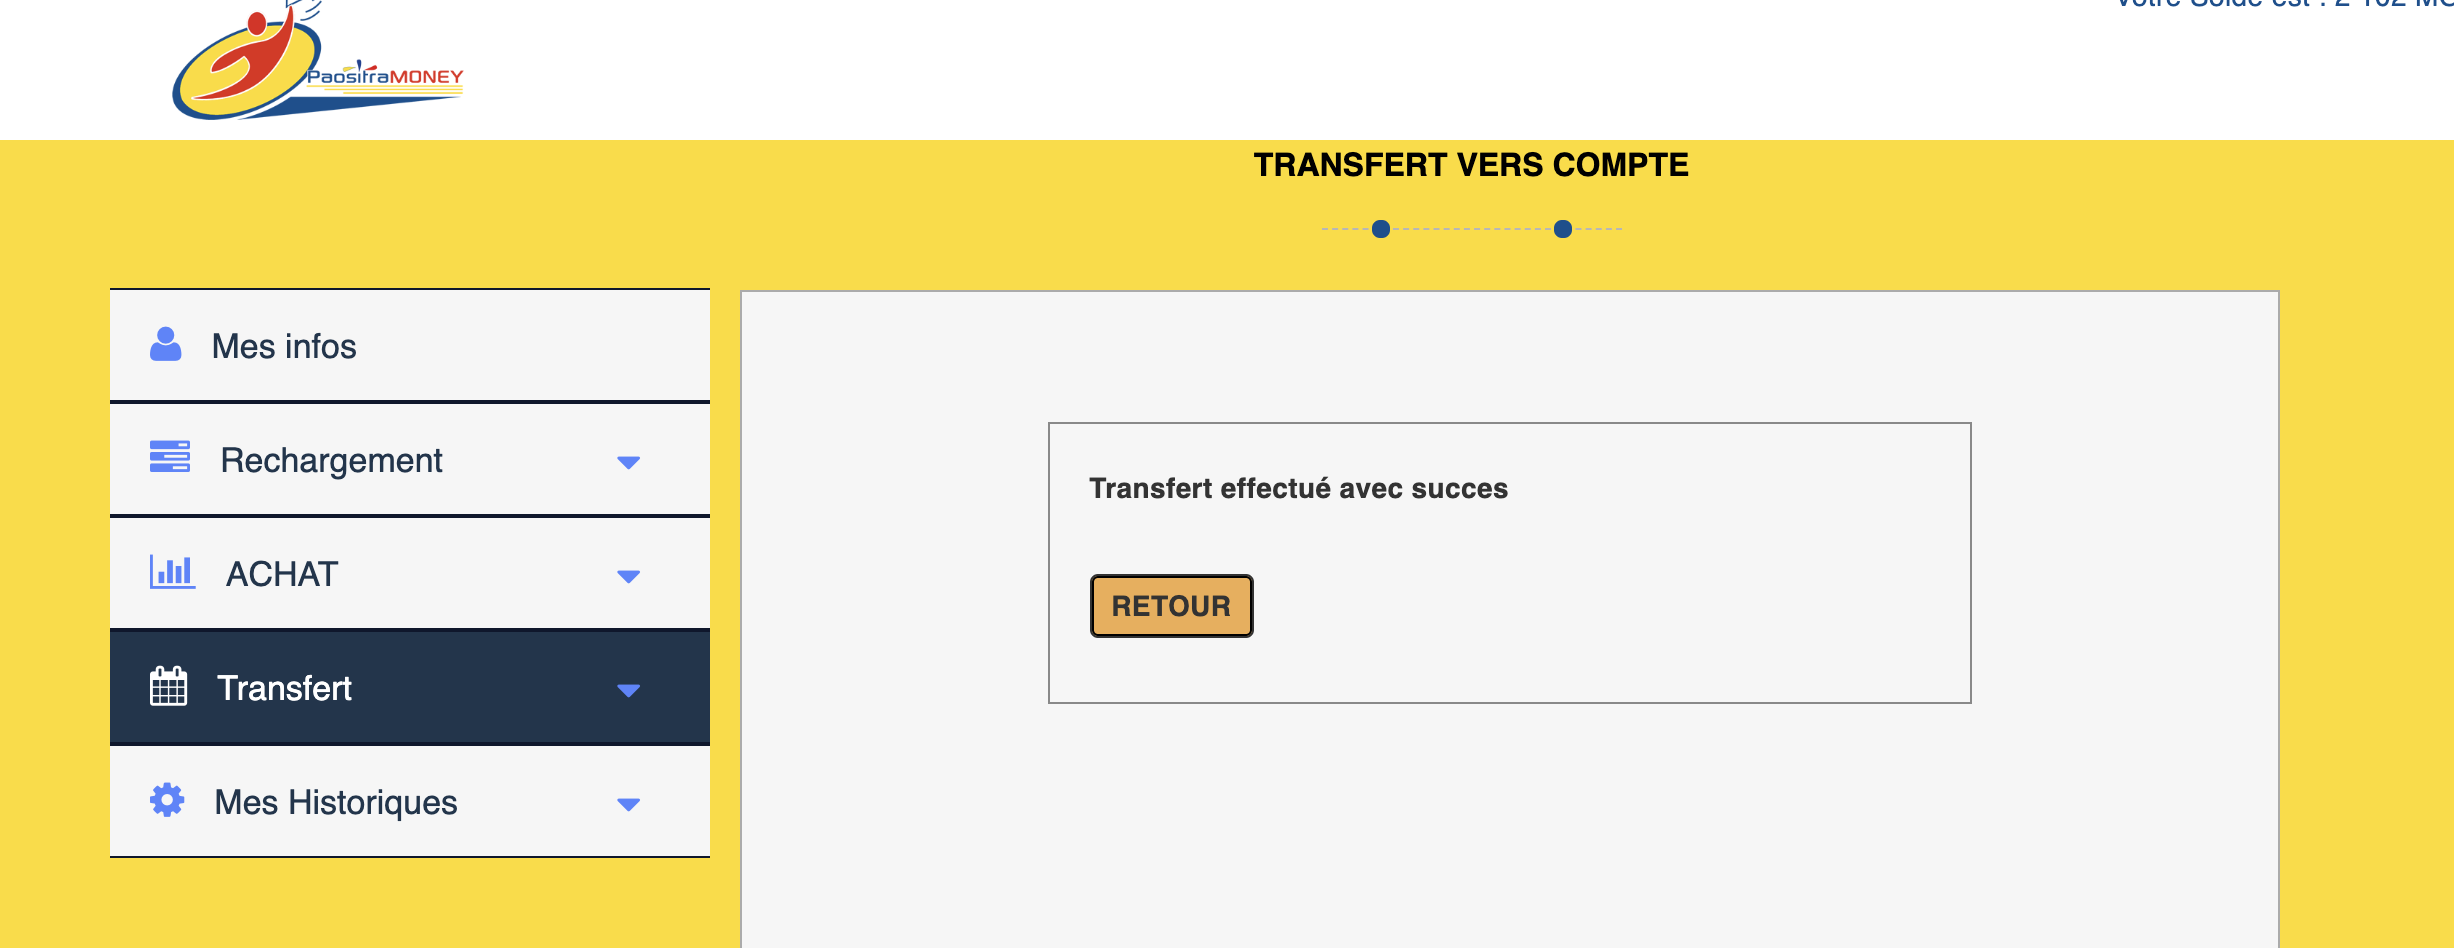 Votre Solde est : 2 102
PaositraMONEY
TRANSFERT VERS COMPTE
Mes infos
Rechargement
ACHAT
Transfert
Mes Historiques
Transfert effectué avec succes
RETOUR